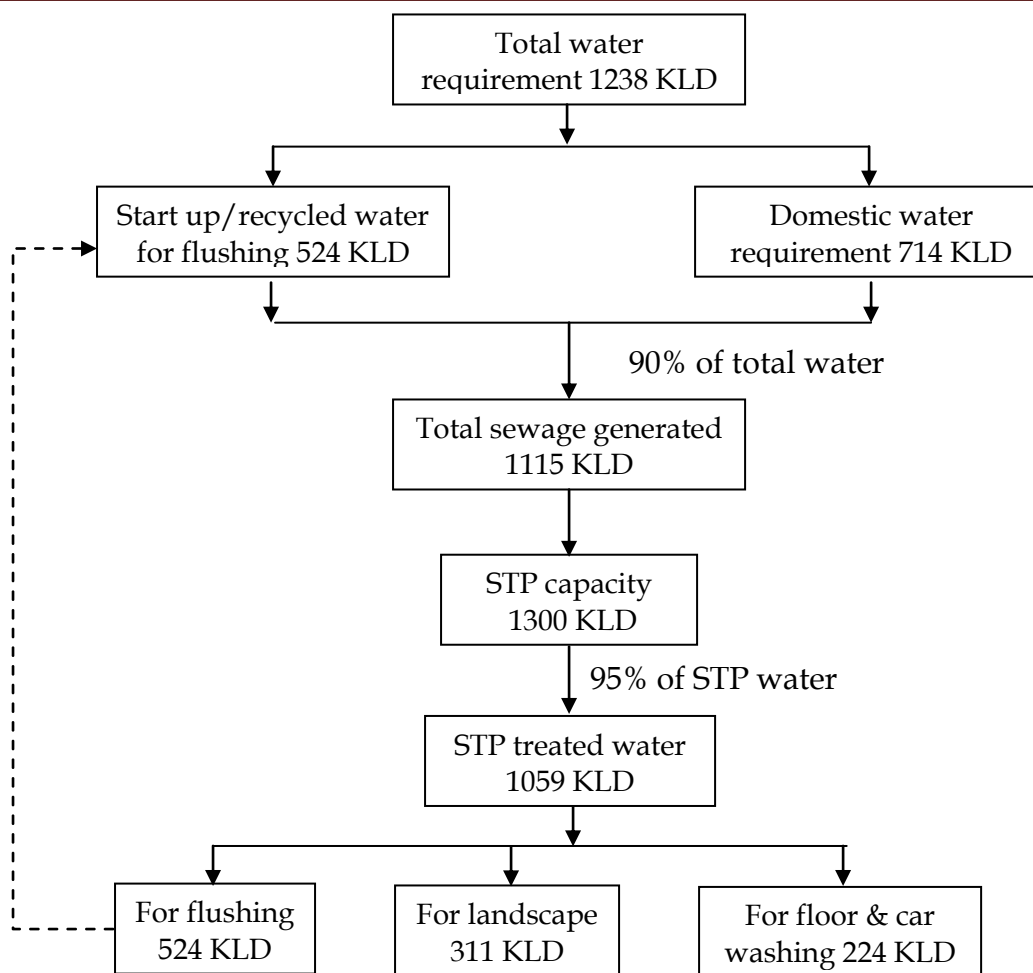 Total water
requirement 1238 KLD
Start up/recycled water
for flushing 524 KLD
Domestic water
requirement 714 KLD
90% of total water
Total sewage generated
1115 KLD
STP capacity
1300 KLD
95% of STP water
STP treated water
1059 KLD
For flushing
524 KLD
For landscape
311 KLD
For floor & car
washing 224 KLD